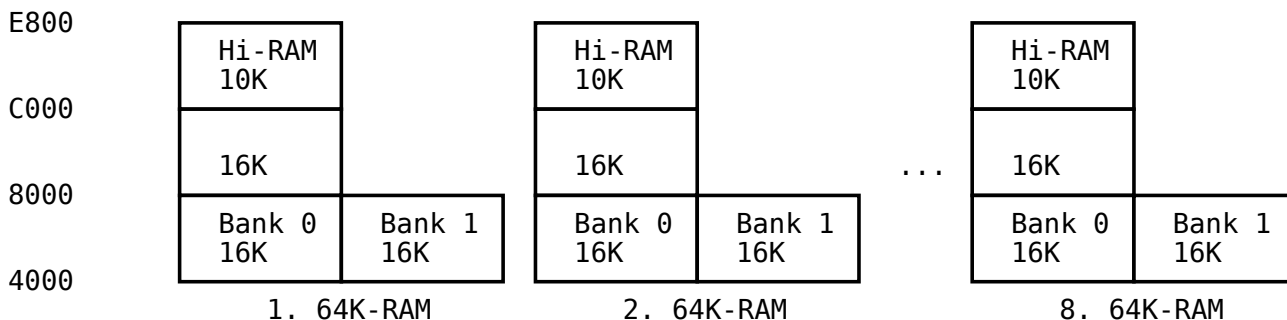 E800
Hi-RAM Hi-RAM Hi-RAM
10K 10K 10K
C000
16K 16K ... 16K
8000
Bank 0 Bank 1 Bank 0 Bank 1 Bank 0 Bank 1
16K 16K 16K 16K 16K 16K
4000
1. 64K-RAM 2. 64K-RAM 8. 64K-RAM